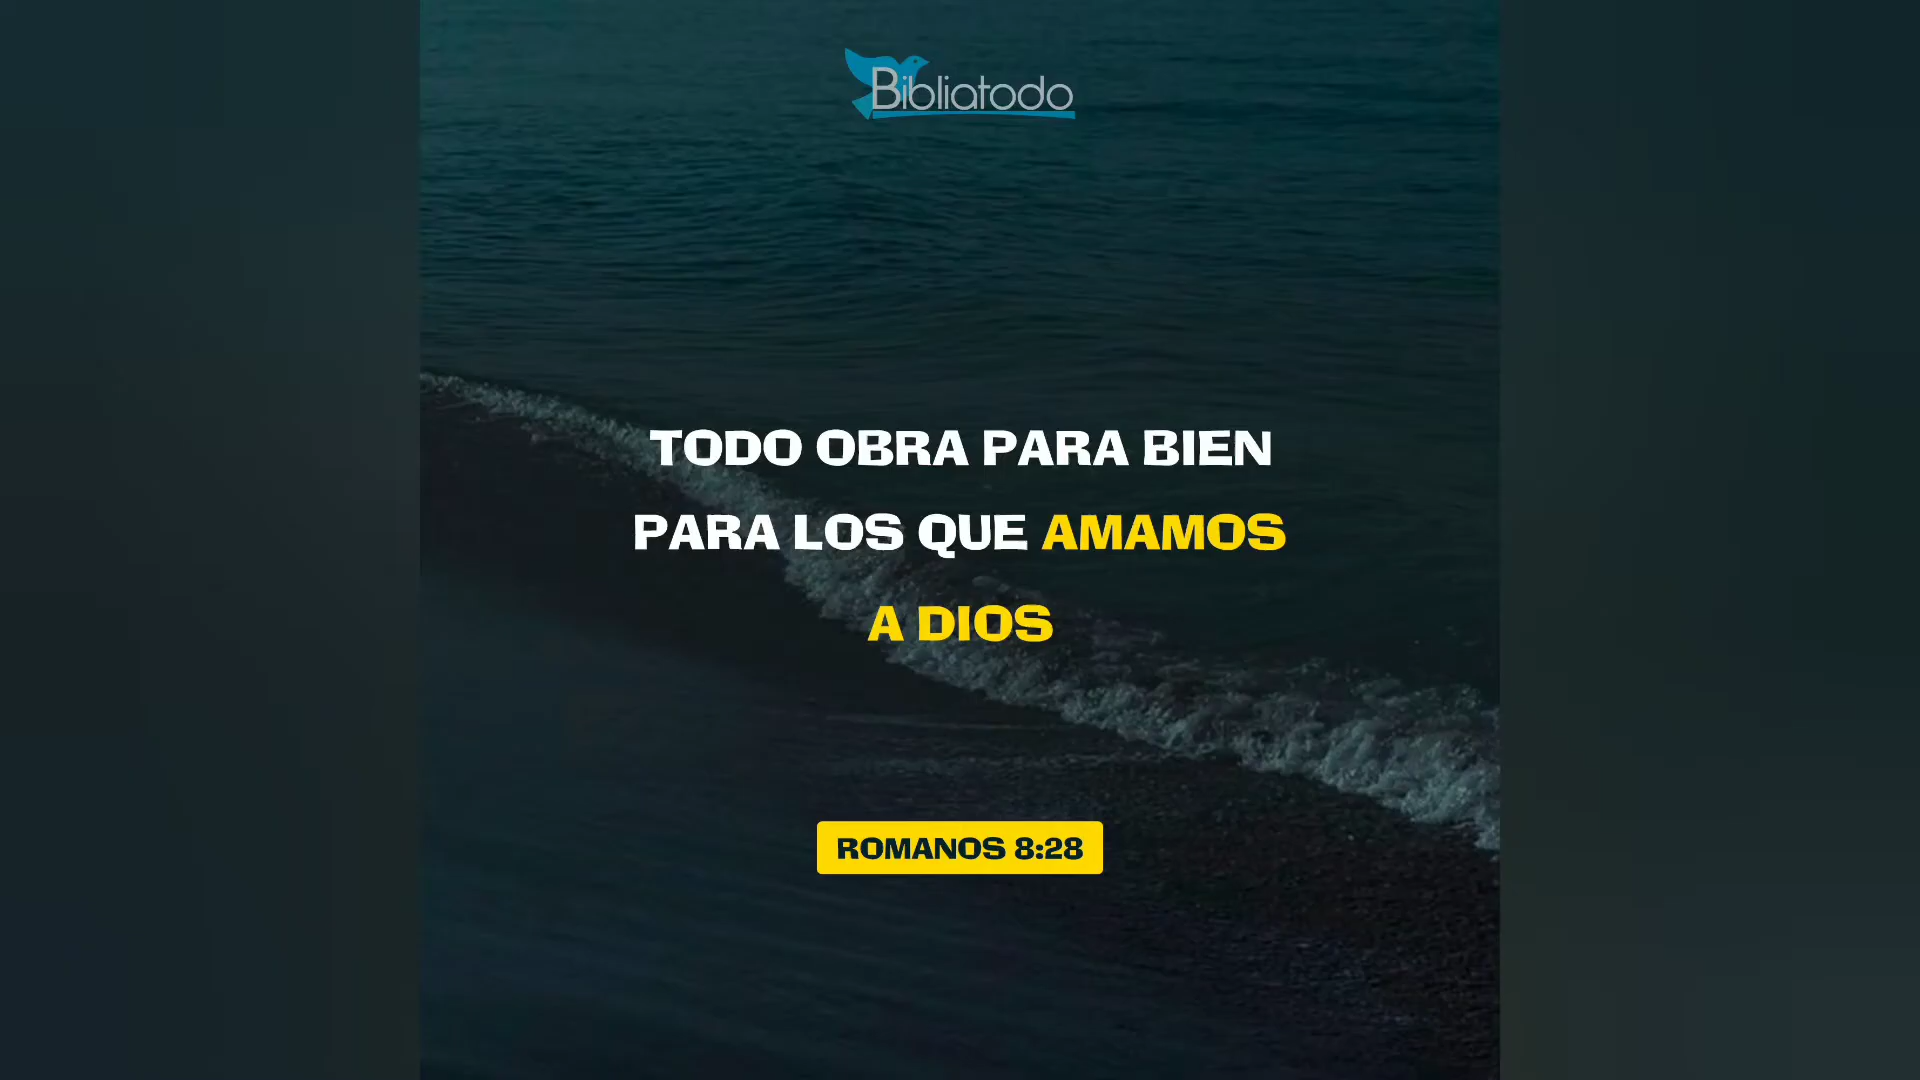 Bibliatodo
TODO OBRA PARA BIEN
PARA LOS QUE AMAMOS
A DIOS
ROMANOS 8:28